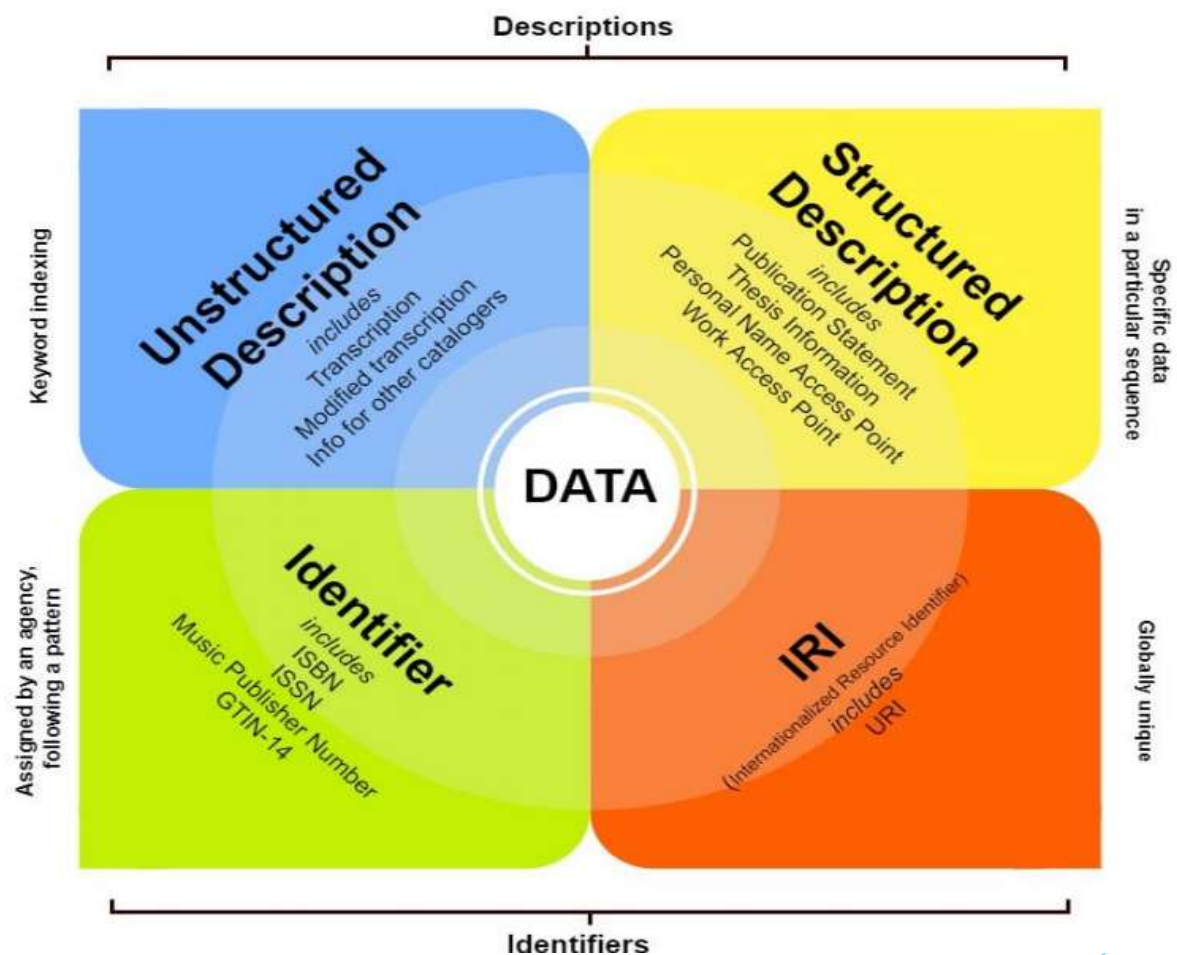 Descriptions
Keyword indexing
Unstructured
Description
includes
Transcription
Modified transcription
Info for other catalogers
Structured
Description
includes
Publication Statement
Thesis Information
Personal Name Access Point
Work Access Point
Specific data
in a particular sequence
DATA
Assigned by an agency,
following a pattern
Identifier
includes
ISBN
ISSN
Music Publisher Number
GTIN-14
IRI
(Internationalized Resource Identifier)
includes
URI
Globally unique
Identifiers